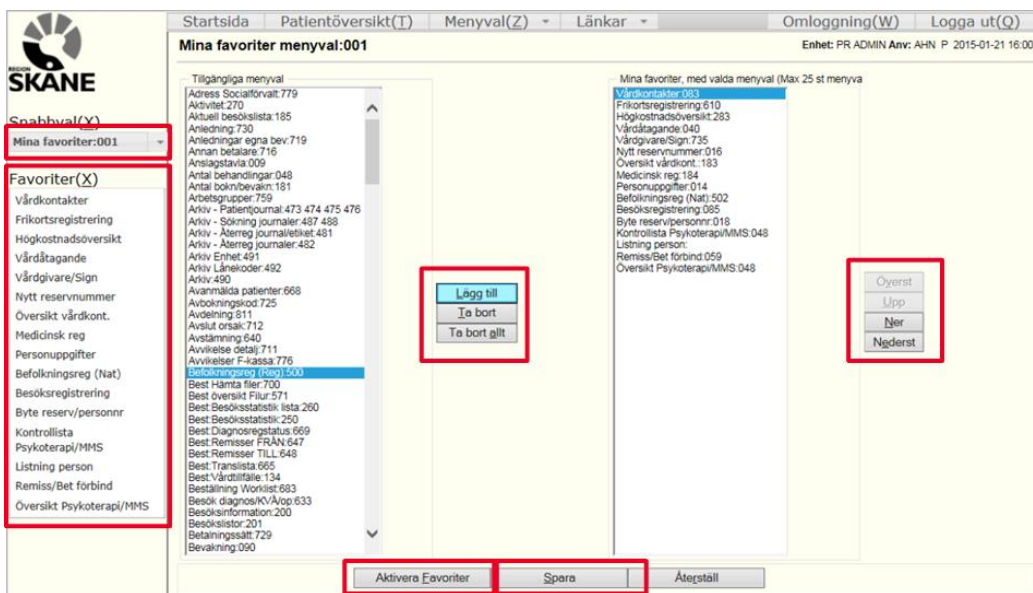 Startsida Patientöversikt(T) Menyval(Z) Länkar Omloggning(W) Logga ut(Q)
REGION
SKÅNE
Mina favoriter menyval:001
Enhet: PR ADMIN Anv: AHN P 2015-01-21 16:00
Snabbval(X)
Mina favoriter:001
Favoriter(X)
Vårdkontakter
Frikortsregistrering
Högkostnadsöversikt
Vårdåtagande
Vårdgivare/Sign
Nytt reservnummer
Översikt vårdkont.
Medicinsk reg
Personuppgifter
Befolkningsreg (Nat)
Besöksregistrering
Byte reserv/personnr
Kontrollista
Psykoterapi/MMS
Listning person
Remiss/Bet förbind
Översikt Psykoterapi/MMS
Tillgängliga menyval
Adress Socialförvalt:779
Aktivitet:270
Aktuell besökslista:185
Anledning:730
Anledningar egna bev:719
Annan betalare:716
Anslagstavla:009
Antal behandlingar:048
Antal bokn/bevakn:181
Arbetsgrupper:759
Arkiv - Patientjournal:473 474 475 476
Arkiv - Sökning journaler:487 488
Arkiv - Återreg journal/etiket:481
Arkiv - Återreg journaler:482
Arkiv Enhet:491
Arkiv Lånekoder:492
Arkiv:490
Avanmälda patienter:668
Avbokningskod:725
Avdelning:811
Avslut orsak:712
Avstämning:640
Avvikelse detalj:711
Avvikelser F-kassa:776
Befolkningsreg (Reg):500
Best Hämta filer:700
Best översikt Filur:571
Best:Besöksstatistik lista:260
Best:Besöksstatistik:250
Best:Diagnosregstatus:669
Best:Remisser FRÅN:647
Best:Remisser TILL:648
Best:Translista:665
Best:Vårdtillfälle:134
Beställning Worklist:683
Besök diagnos/KVÅ/op:633
Besöksinformation:200
Besökslistor:201
Betalningssätt:729
Bevakning:090
Lägg till
Ta bort
Ta bort allt
Mina favoriter, med valda menyval (Max 25 st menyva
Vårdkontakter:083
Frikortsregistrering:610
Högkostnadsöversikt:283
Vårdåtagande:040
Vårdgivare/Sign:735
Nytt reservnummer:016
Översikt vårdkont.:183
Medicinsk reg:184
Personuppgifter:014
Befolkningsreg (Nat):502
Besöksregistrering:085
Byte reserv/personnr:018
Kontrollista Psykoterapi/MMS:048
Listning person:
Remiss/Bet förbind:059
Översikt Psykoterapi/MMS:048
Överst
Upp
Ner
Nederst
Aktivera Favoriter Spara Återställ